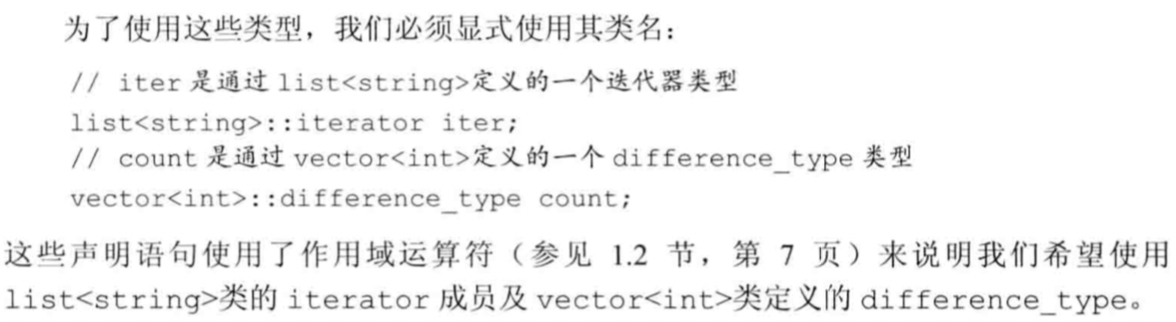 为了使用这些类型，我们必须显式使用其类名：
// iter 是通过 list<string>定义的一个迭代器类型
list<string>::iterator iter;
// count 是通过 vector<int>定义的一个 difference_type 类型
vector<int>::difference_type count;
这些声明语句使用了作用域运算符（参见 1.2 节，第 7 页）来说明我们希望使用
list<string>类的 iterator 成员及 vector<int>类定义的 difference_type。